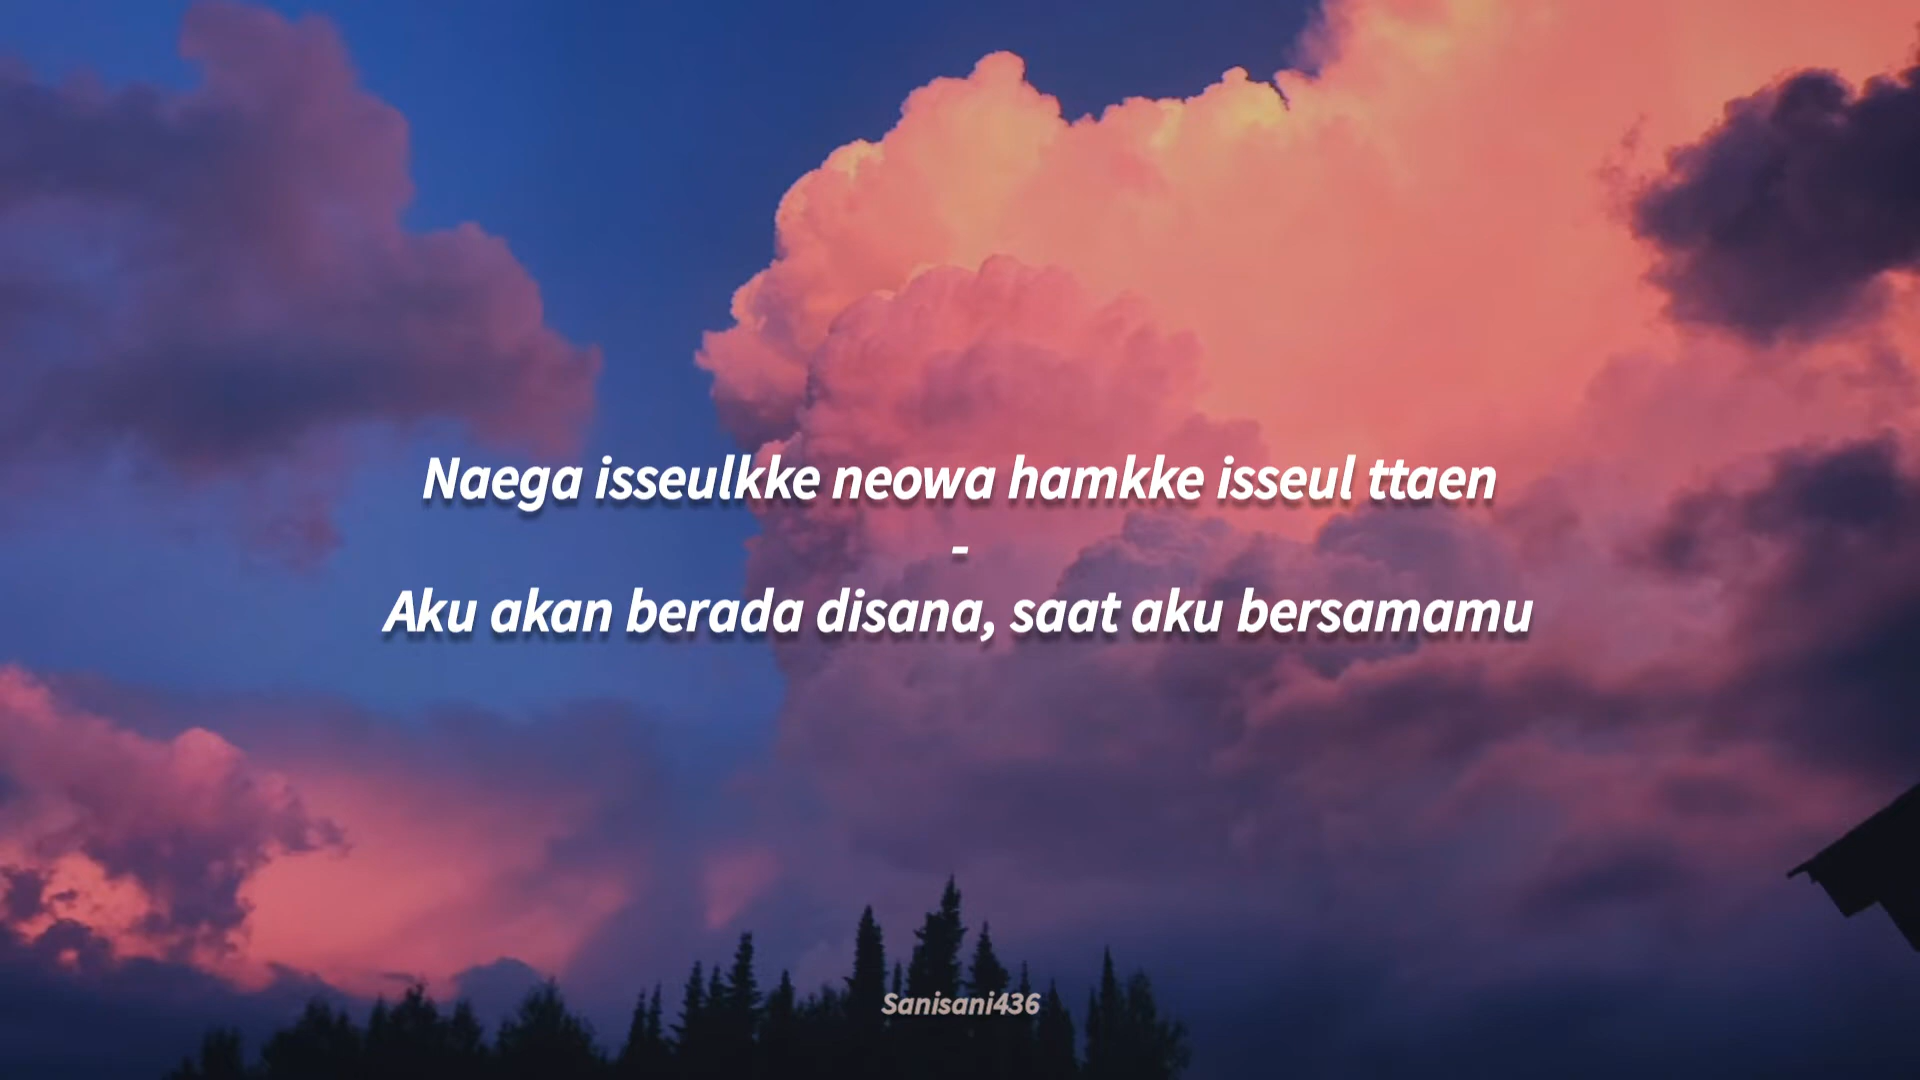 Naega isseulkke neowa hamkke isseul ttaen
-
Aku akan berada disana, saat aku bersamamu
Sanisani436